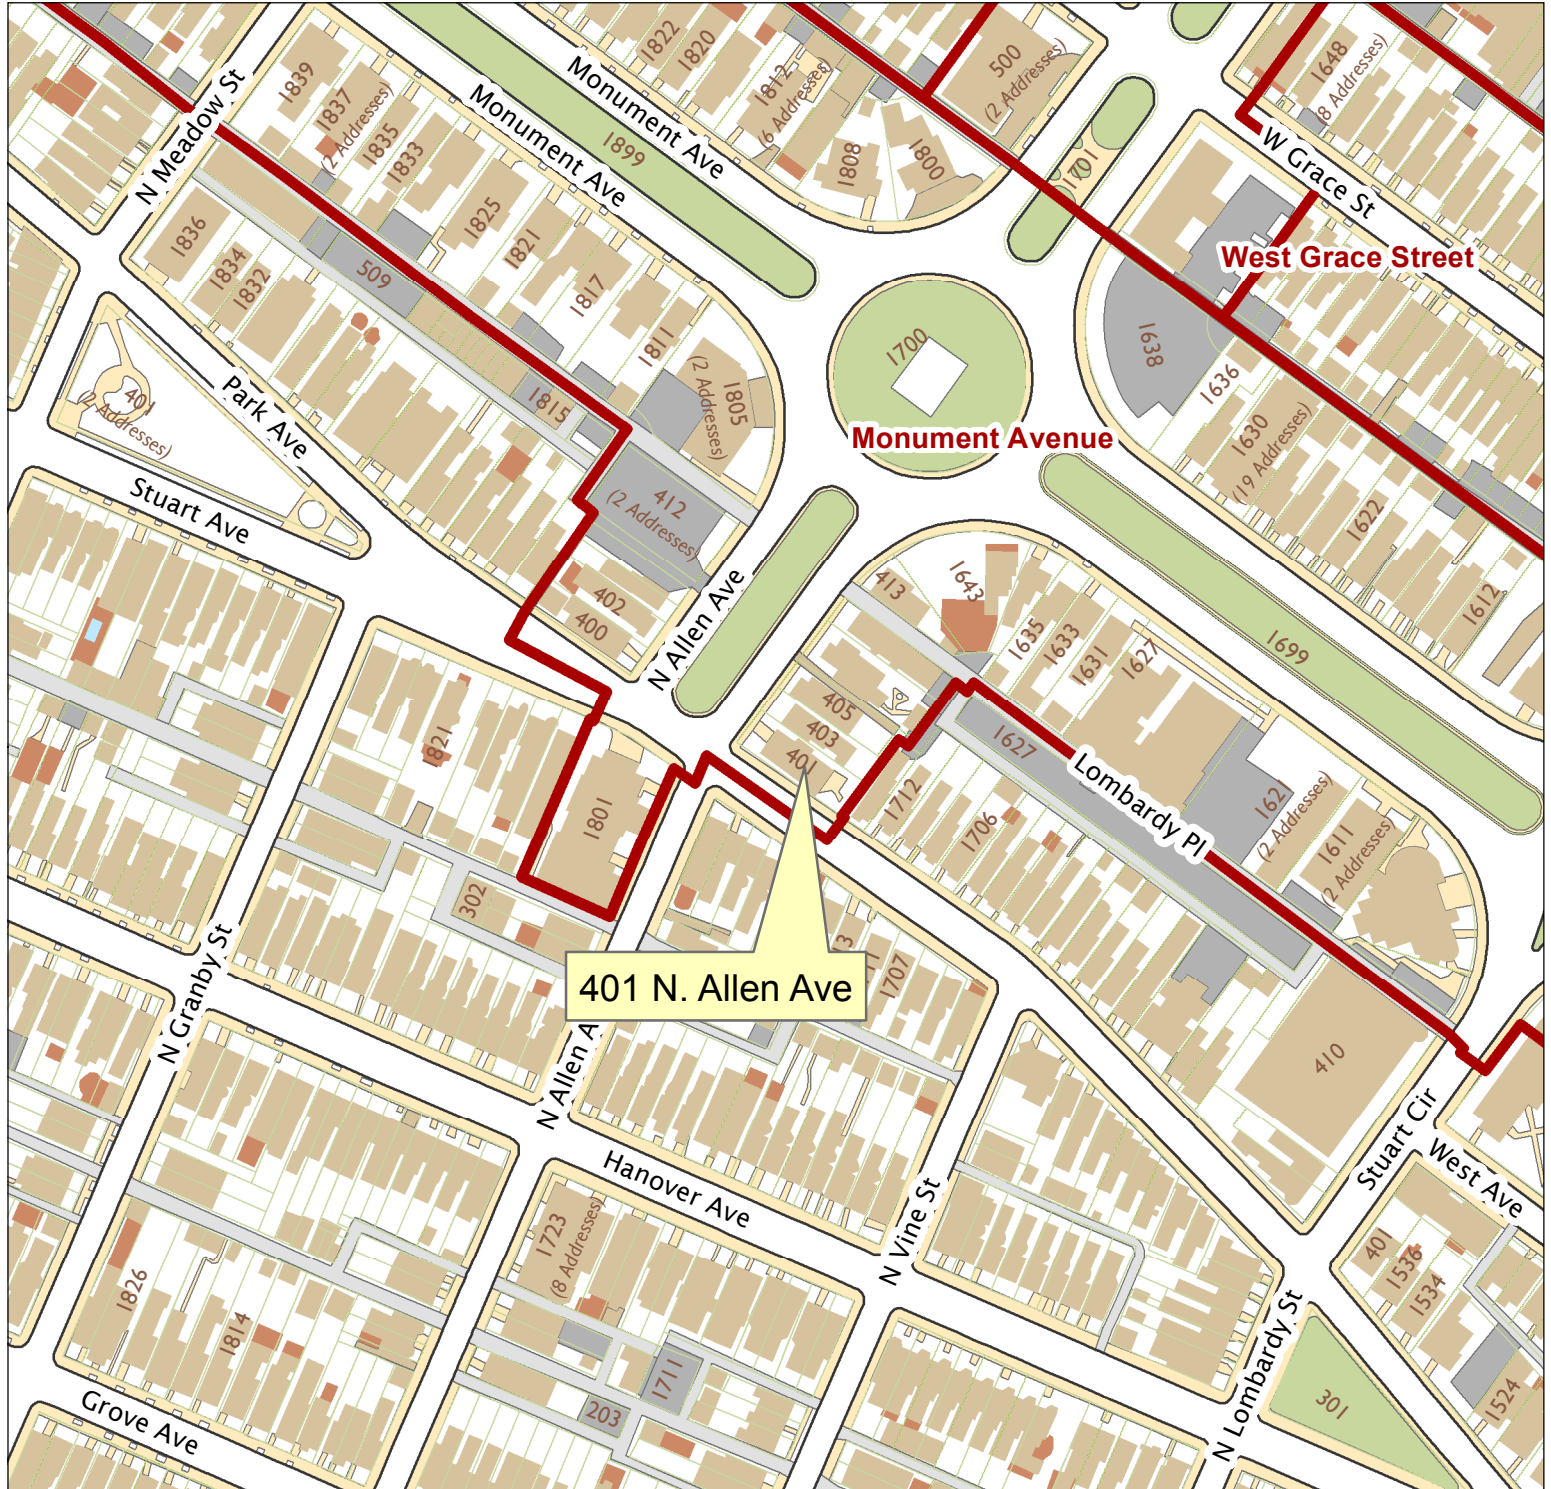 1839
1837
(2 Addresses)
1835
1833
N Meadow St
1836
1834
1832
509
1825
1821
1817
1811
1805
(2 Addresses)
1815
Monument Ave
Monument Ave
1899
1822
1820
1812
(6 Addresses)
1808
1800
500
(2 Addresses)
1701
1648
(8 Addresses)
W Grace St
West Grace Street
1638
1636
1630
(19 Addresses)
1622
1612
1700
Monument Avenue
401
(2 Addresses)
Park Ave
Stuart Ave
412
(2 Addresses)
402
400
N Allen Ave
413
1643
1635
1633
1631
1627
1699
405
403
401
1712
1706
1627
Lombardy Pl
1621
(2 Addresses)
1611
(2 Addresses)
1821
1801
302
401 N. Allen Ave
1707
N Granby St
N Allen A
410
Stuart Cir
West Ave
Hanover Ave
N Vine St
1723
(8 Addresses)
1826
1814
401
1536
1534
1524
N Lombardy St
301
1711
203
Grove Ave